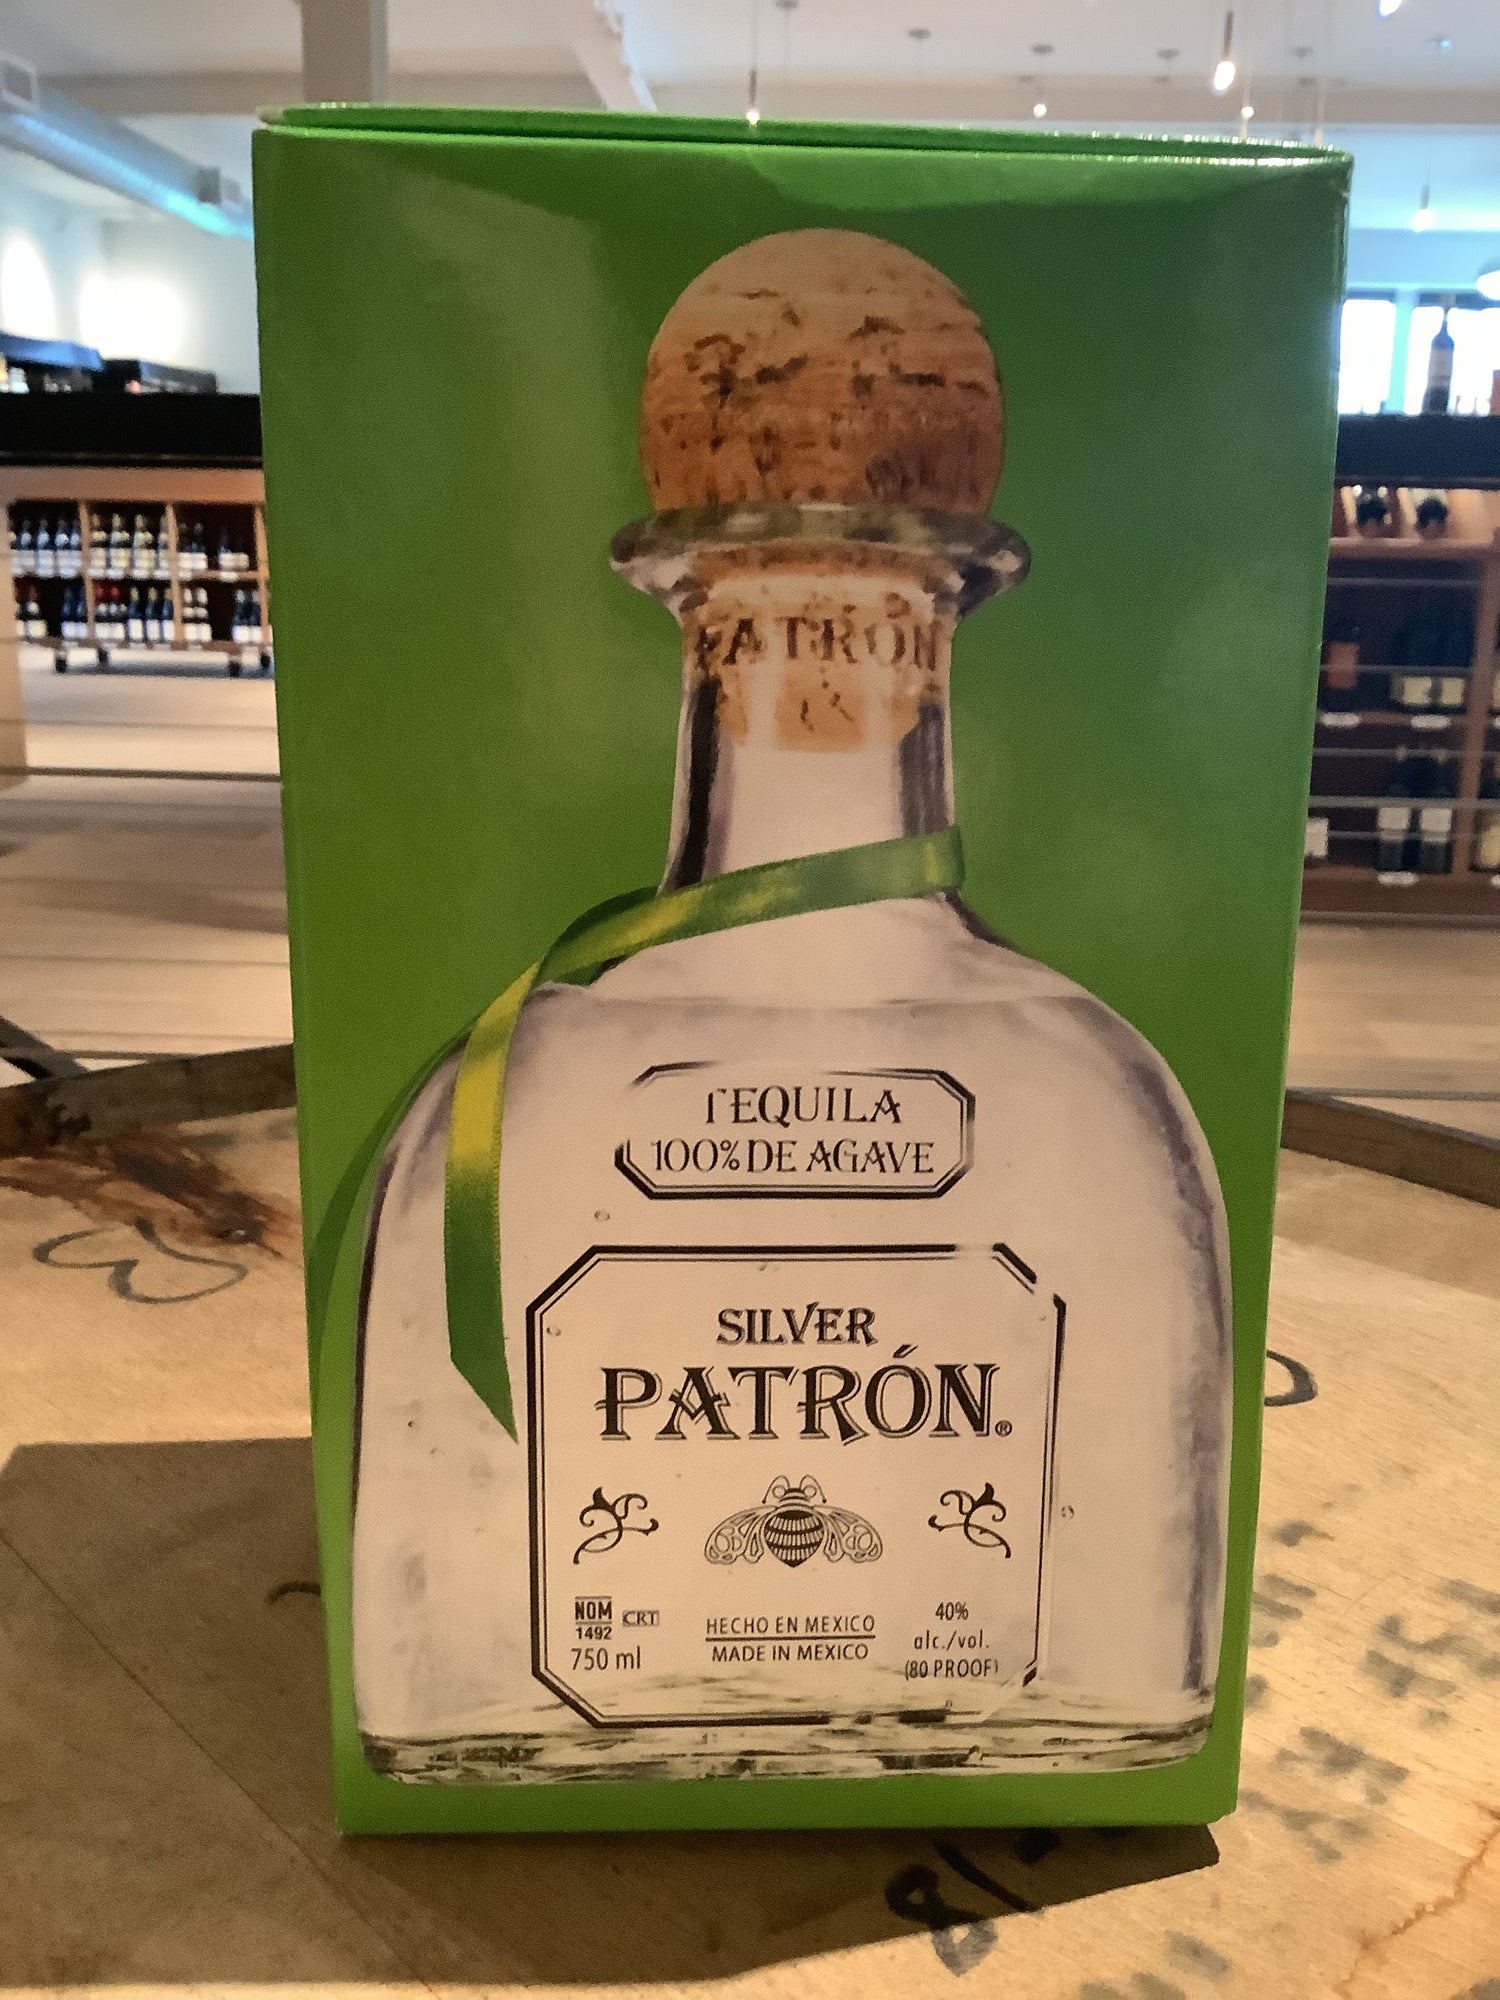 PATRÓN
TEQUILA
100% DE AGAVE
SILVER
PATRÓN®
NOM CRT
1492
750 ml
HECHO EN MEXICO
MADE IN MEXICO
40%
alc./vol.
(80 PROOF)